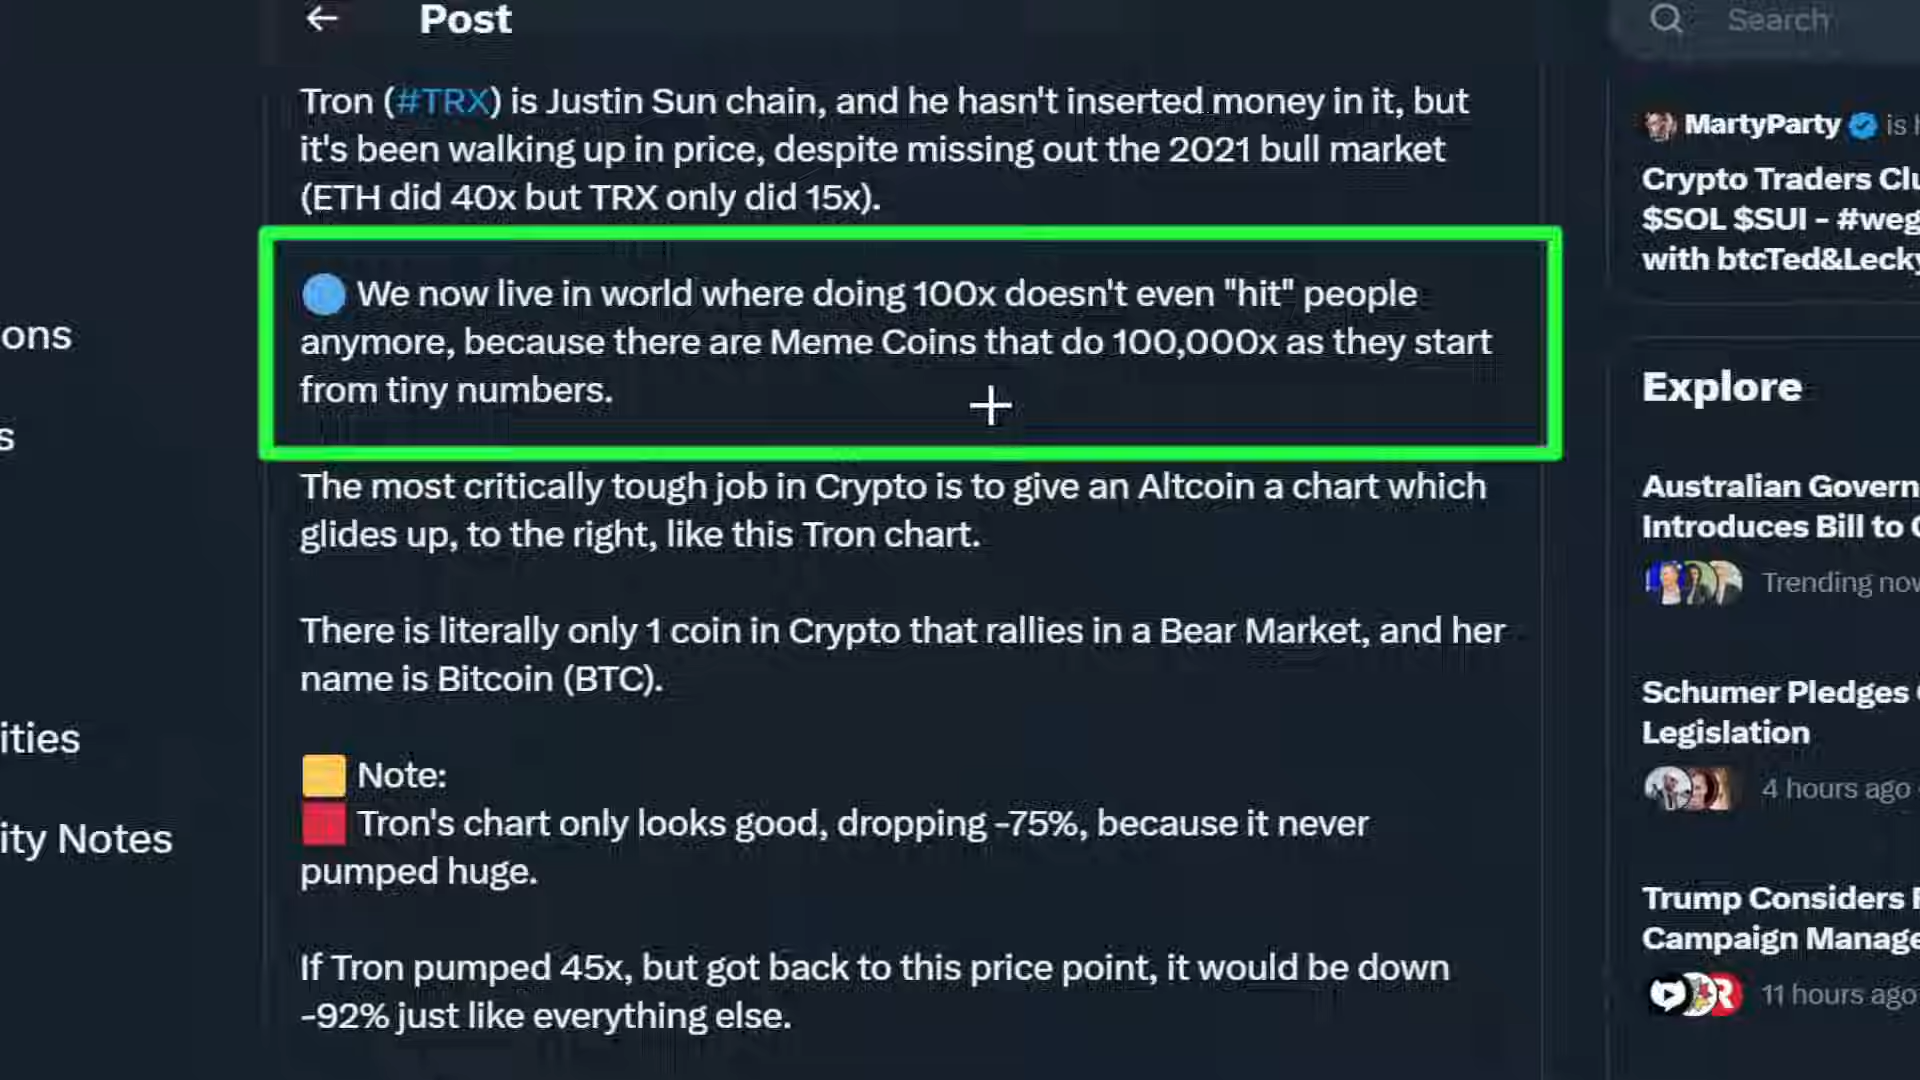 Post
Tron (#TRX) is Justin Sun chain, and he hasn't inserted money in it, but
it's been walking up in price, despite missing out the 2021 bull market
(ETH did 40x but TRX only did 15x).
We now live in world where doing 100x doesn't even "hit" people
anymore, because there are Meme Coins that do 100,000x as they start
from tiny numbers.
The most critically tough job in Crypto is to give an Altcoin a chart which
glides up, to the right, like this Tron chart.
There is literally only 1 coin in Crypto that rallies in a Bear Market, and her
name is Bitcoin (BTC).
Note:
Tron's chart only looks good, dropping -75%, because it never
pumped huge.
If Tron pumped 45x, but got back to this price point, it would be down
-92% just like everything else.
ons
s
ities
ity Notes
Search
MartyParty is
Crypto Traders Clu
$SOL $SUI - #weg
with btcTed&Lecky
Explore
Australian Govern
Introduces Bill to
Trending now
Schumer Pledges
Legislation
4 hours ago
Trump Considers
Campaign Manage
11 hours ago